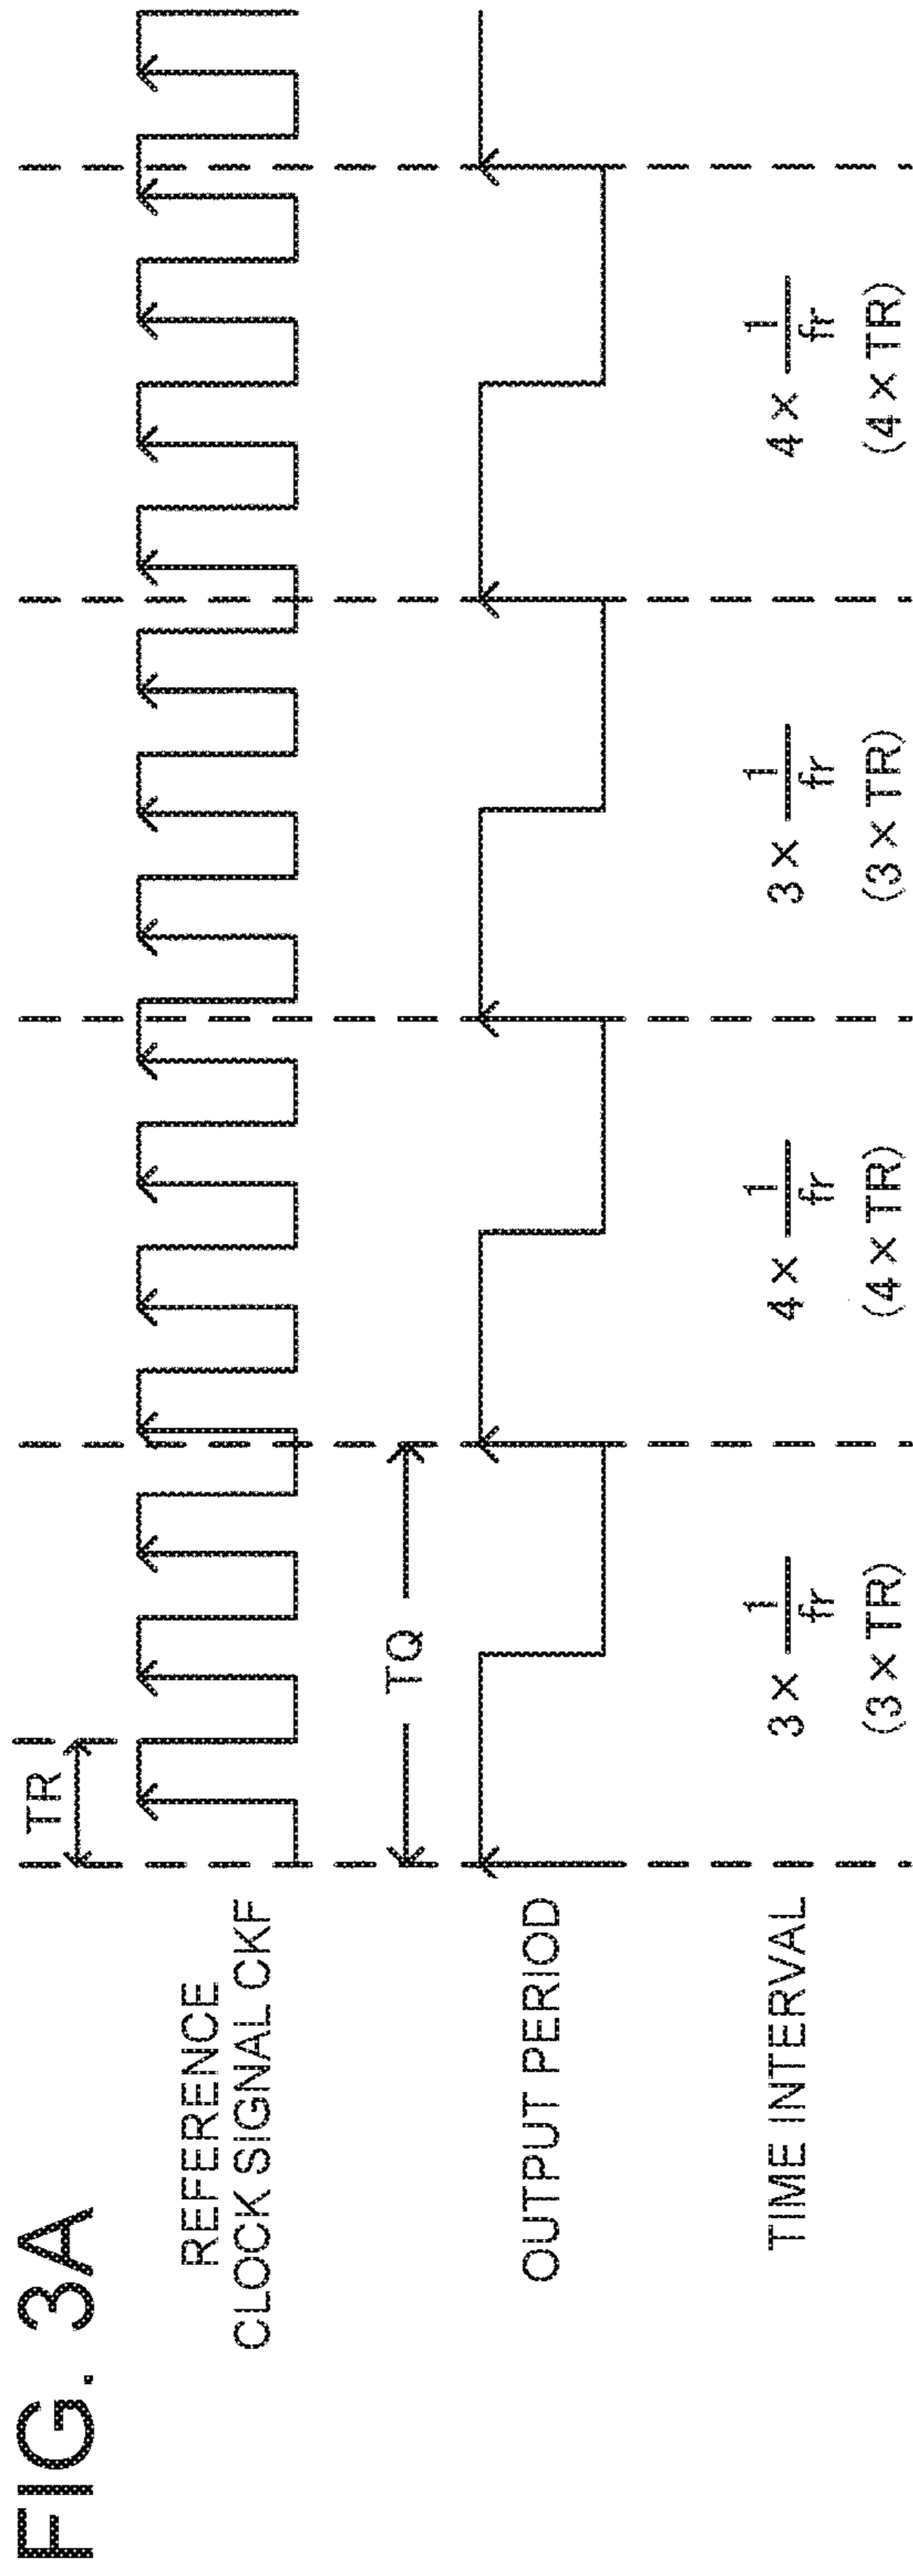 FIG. 3A
TR
REFERENCE
CLOCK SIGNAL CKF
TQ
OUTPUT PERIOD
TIME INTERVAL
3 × 1/fr
(3 × TR)
4 × 1/fr
(4 × TR)
3 × 1/fr
(3 × TR)
4 × 1/fr
(4 × TR)